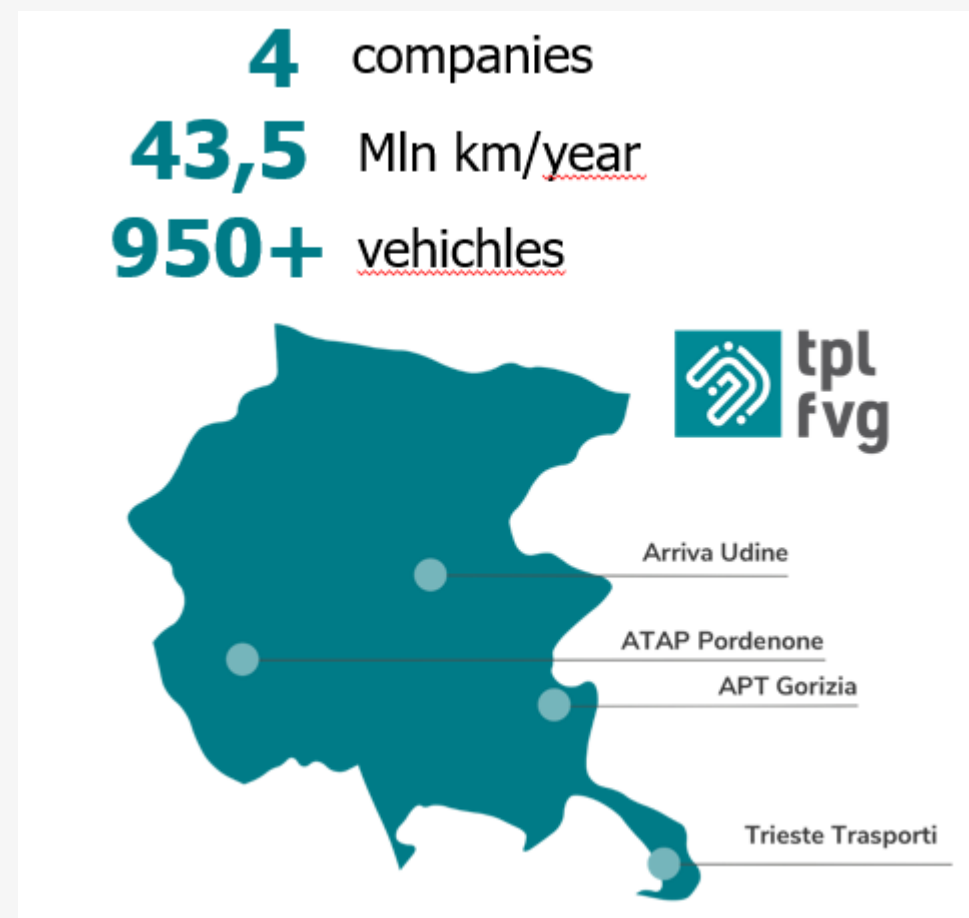 4 companies
43,5 Mln km/year
950+ vehichles
tpl
fvg
Arriva Udine
ATAP Pordenone
APT Gorizia
Trieste Trasporti